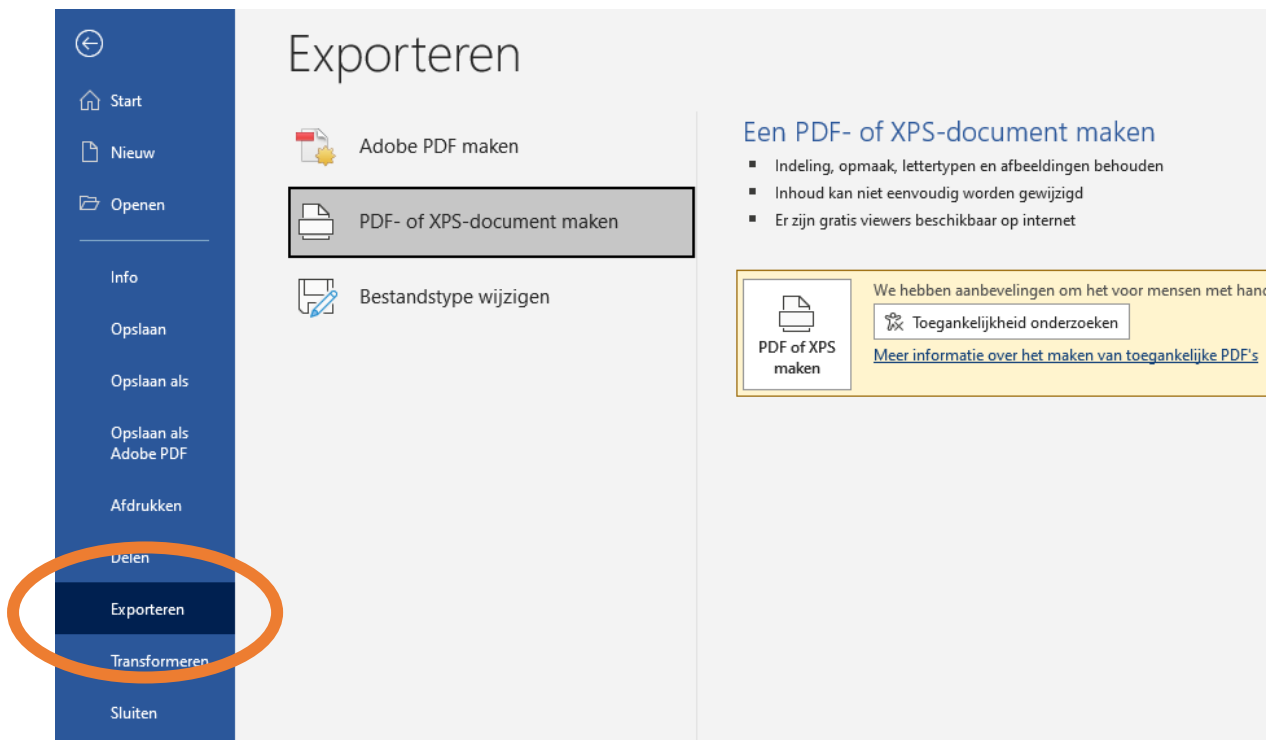 Exporteren
Start
Nieuw
Openen
Info
Opslaan
Opslaan als
Opslaan als
Adobe PDF
Afdrukken
Delen
Exporteren
Transformeren
Sluiten
Adobe PDF maken
PDF- of XPS-document maken
Bestandstype wijzigen
Een PDF- of XPS-document maken
Indeling, opmaak, lettertypen en afbeeldingen behouden
Inhoud kan niet eenvoudig worden gewijzigd
Er zijn gratis viewers beschikbaar op internet
PDF of XPS
maken
We hebben aanbevelingen om het voor mensen met
Toegankelijkheid onderzoeken
Meer informatie over het maken van toegankelijke PDF's